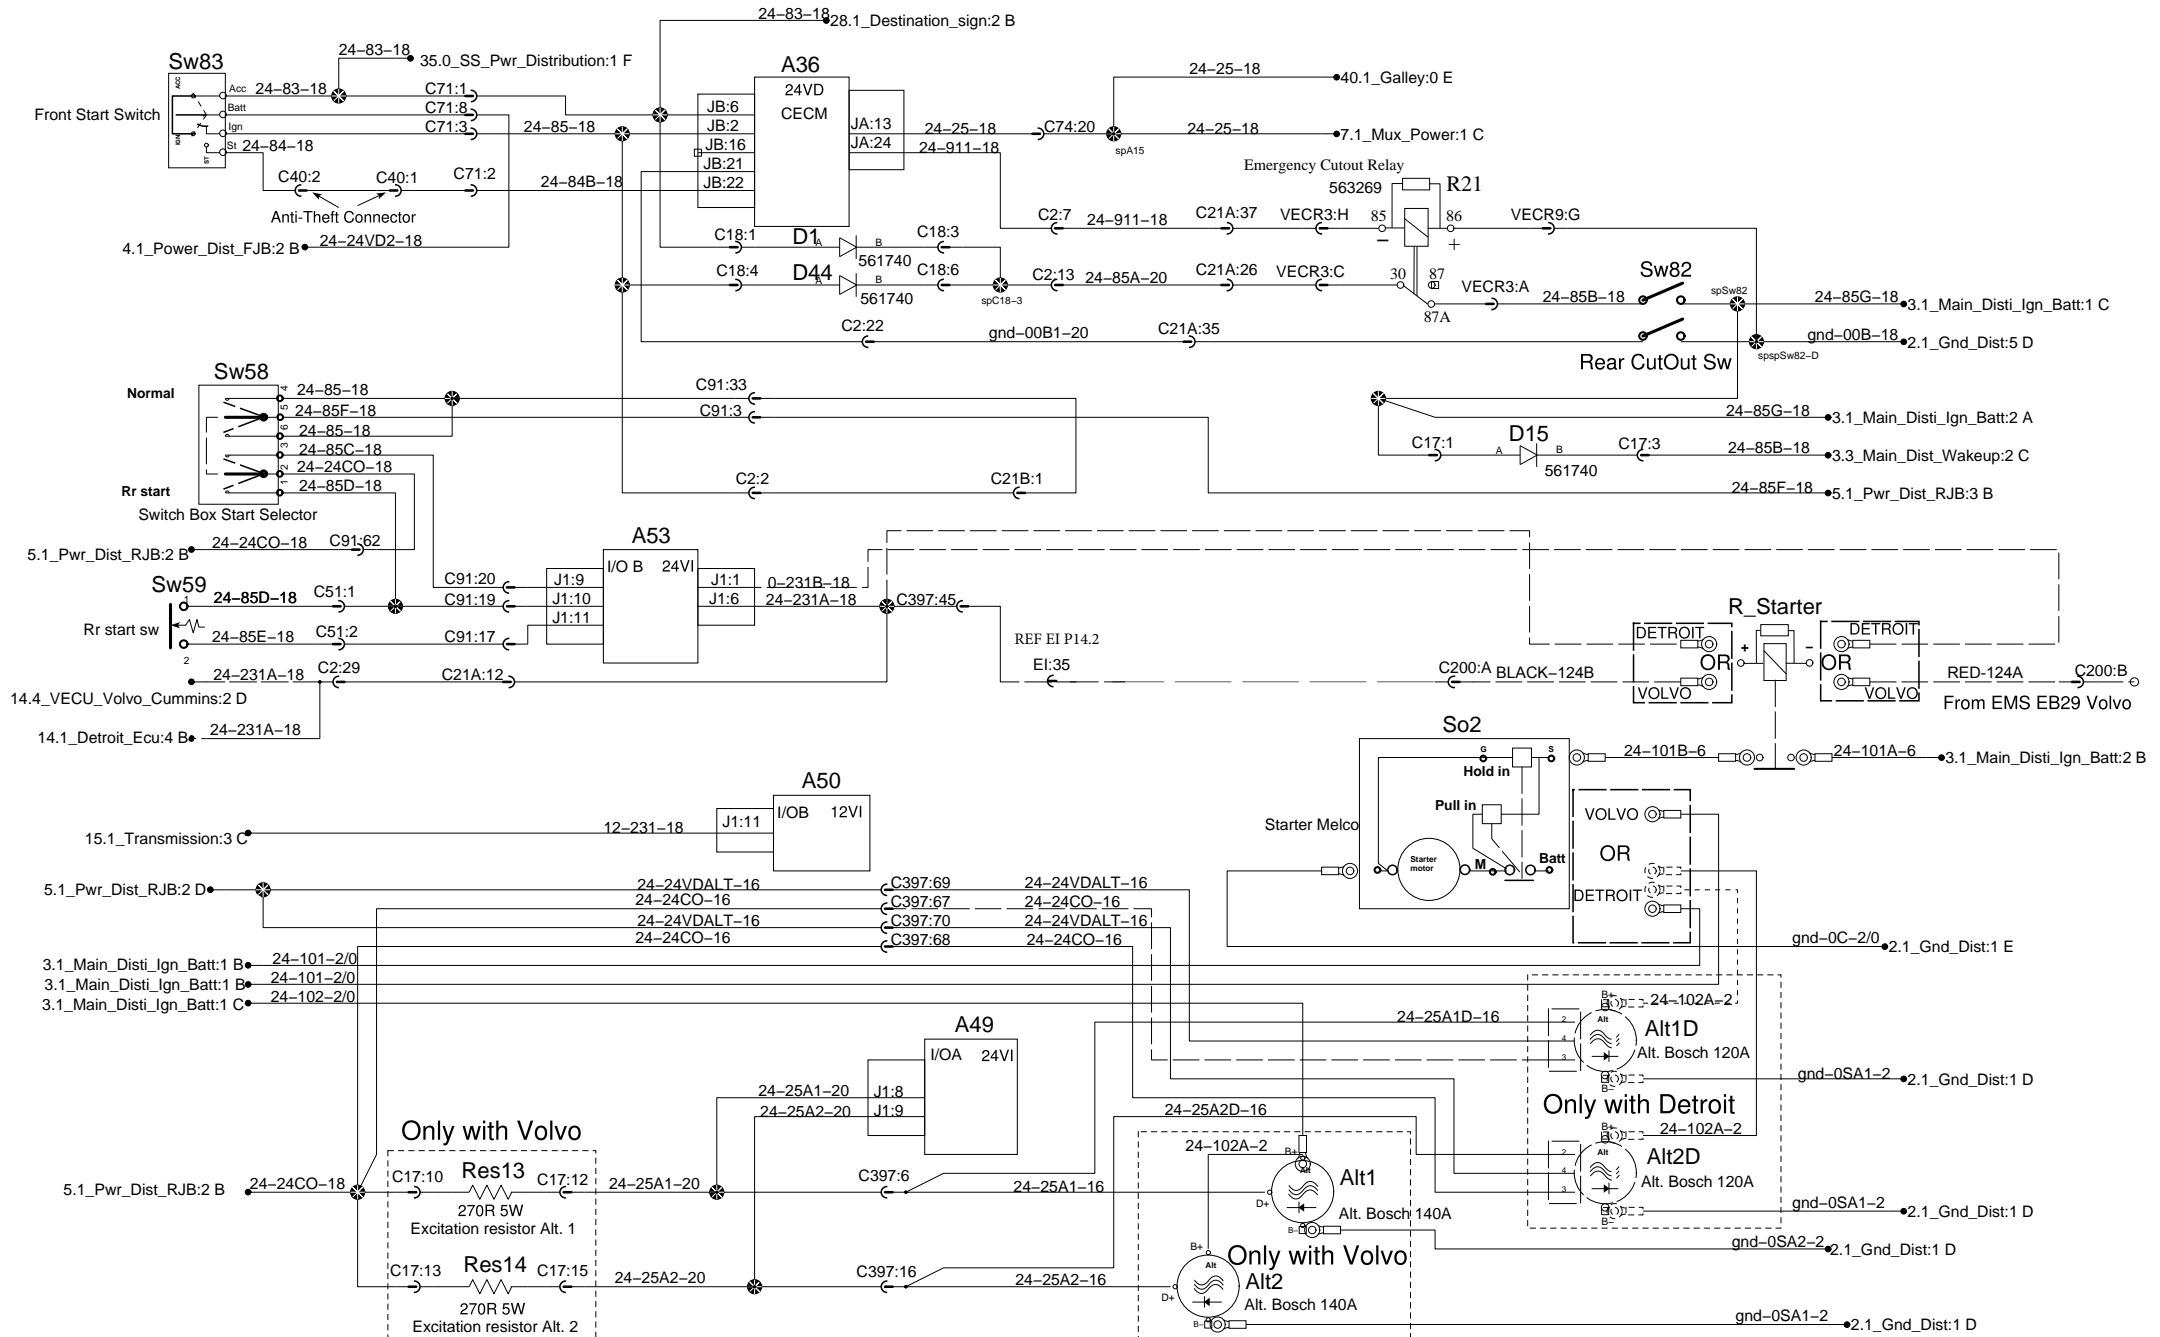 24-83-18
28.1_Destination_sign:2 B
24-83-18
35.0_SS_Pwr_Distribution:1 F
Sw83
ACC
IGN
ST
Front Start Switch
Acc
24-83-18
C71:1
Batt
C71:8
Ign
C71:3
24-85-18
St
24-84-18
C40:2
C40:1
C71:2
24-84B-18
Anti-Theft Connector
4.1_Power_Dist_FJB:2 B
24-24VD2-18
A36
24VD
CECM
JB:6
JB:2
JB:16
JB:21
JB:22
JA:13
JA:24
24-25-18
24-911-18
C74:20
spA15
24-25-18
40.1_Galley:0 E
24-25-18
7.1_Mux_Power:1 C
Emergency Cutout Relay
563269
R21
C2:7
24-911-18
C21A:37
VECR3:H
85
86
VECR9:G
−
+
C18:1
D1
A
B
561740
C18:3
C18:4
D44
A
B
561740
C18:6
spC18-3
C2:13
24-85A-20
C21A:26
VECR3:C
30
87
87A
VECR3:A
24-85B-18
Sw82
spSw82
24-85G-18
3.1_Main_Disti_Ign_Batt:1 C
C2:22
gnd-00B1-20
C21A:35
Rear CutOut Sw
spspSw82-D
gnd-00B-18
2.1_Gnd_Dist:5 D
Sw58
Normal
Rr start
Switch Box Start Selector
4
24-85-18
5
24-85F-18
6
24-85-18
3
24-85C-18
2
24-24CO-18
1
24-85D-18
C91:33
C91:3
C2:2
C21B:1
24-85G-18
3.1_Main_Disti_Ign_Batt:2 A
C17:1
A
D15
B
561740
C17:3
24-85B-18
3.3_Main_Dist_Wakeup:2 C
24-85F-18
5.1_Pwr_Dist_RJB:3 B
5.1_Pwr_Dist_RJB:2 B
24-24CO-18
C91:62
Sw59
Rr start sw
1
24-85D-18
C51:1
2
24-85E-18
C51:2
C91:20
C91:19
C91:17
A53
I/O B
24VI
J1:9
J1:10
J1:11
J1:1
J1:6
0-231B-18
24-231A-18
C397:45
REF EI P14.2
EI:35
24-231A-18
C2:29
C21A:12
14.4_VECU_Volvo_Cummins:2 D
14.1_Detroit_Ecu:4 B
24-231A-18
C200:A
BLACK-124B
DETROIT
OR
VOLVO
R_Starter
+
−
DETROIT
OR
VOLVO
RED-124A
C200:B
From EMS EB29 Volvo
So2
G
S
Hold in
Pull in
Starter motor
M
Batt
Starter Melco
24-101B-6
24-101A-6
3.1_Main_Disti_Ign_Batt:2 B
VOLVO
OR
DETROIT
A50
I/OB
12VI
J1:11
15.1_Transmission:3 C
12-231-18
5.1_Pwr_Dist_RJB:2 D
24-24VDALT-16
C397:69
24-24VDALT-16
24-24CO-16
C397:67
24-24CO-16
24-24VDALT-16
C397:70
24-24VDALT-16
24-24CO-16
C397:68
24-24CO-16
gnd-0C-2/0
2.1_Gnd_Dist:1 E
3.1_Main_Disti_Ign_Batt:1 B
24-101-2/0
3.1_Main_Disti_Ign_Batt:1 B
24-101-2/0
3.1_Main_Disti_Ign_Batt:1 C
24-102-2/0
A49
I/OA
24VI
J1:8
J1:9
24-25A1-20
24-25A2-20
24-25A1D-16
24-25A2D-16
B+
24-102A-2
Alt
2
4
3
B-
Alt1D
Alt. Bosch 120A
gnd-0SA1-2
2.1_Gnd_Dist:1 D
Only with Detroit
B+
24-102A-2
Alt
2
4
3
B-
Alt2D
Alt. Bosch 120A
gnd-0SA1-2
2.1_Gnd_Dist:1 D
Only with Volvo
5.1_Pwr_Dist_RJB:2 B
24-24CO-18
C17:10
Res13
C17:12
270R 5W
Excitation resistor Alt. 1
24-25A1-20
C397:6
24-25A1-16
24-102A-2
B+
Alt
D+
B-
Alt1
Alt. Bosch 140A
gnd-0SA2-2
2.1_Gnd_Dist:1 D
Only with Volvo
C17:13
Res14
C17:15
270R 5W
Excitation resistor Alt. 2
24-25A2-20
C397:16
24-25A2-16
B+
Alt
D+
B-
Alt2
Alt. Bosch 140A
gnd-0SA1-2
2.1_Gnd_Dist:1 D